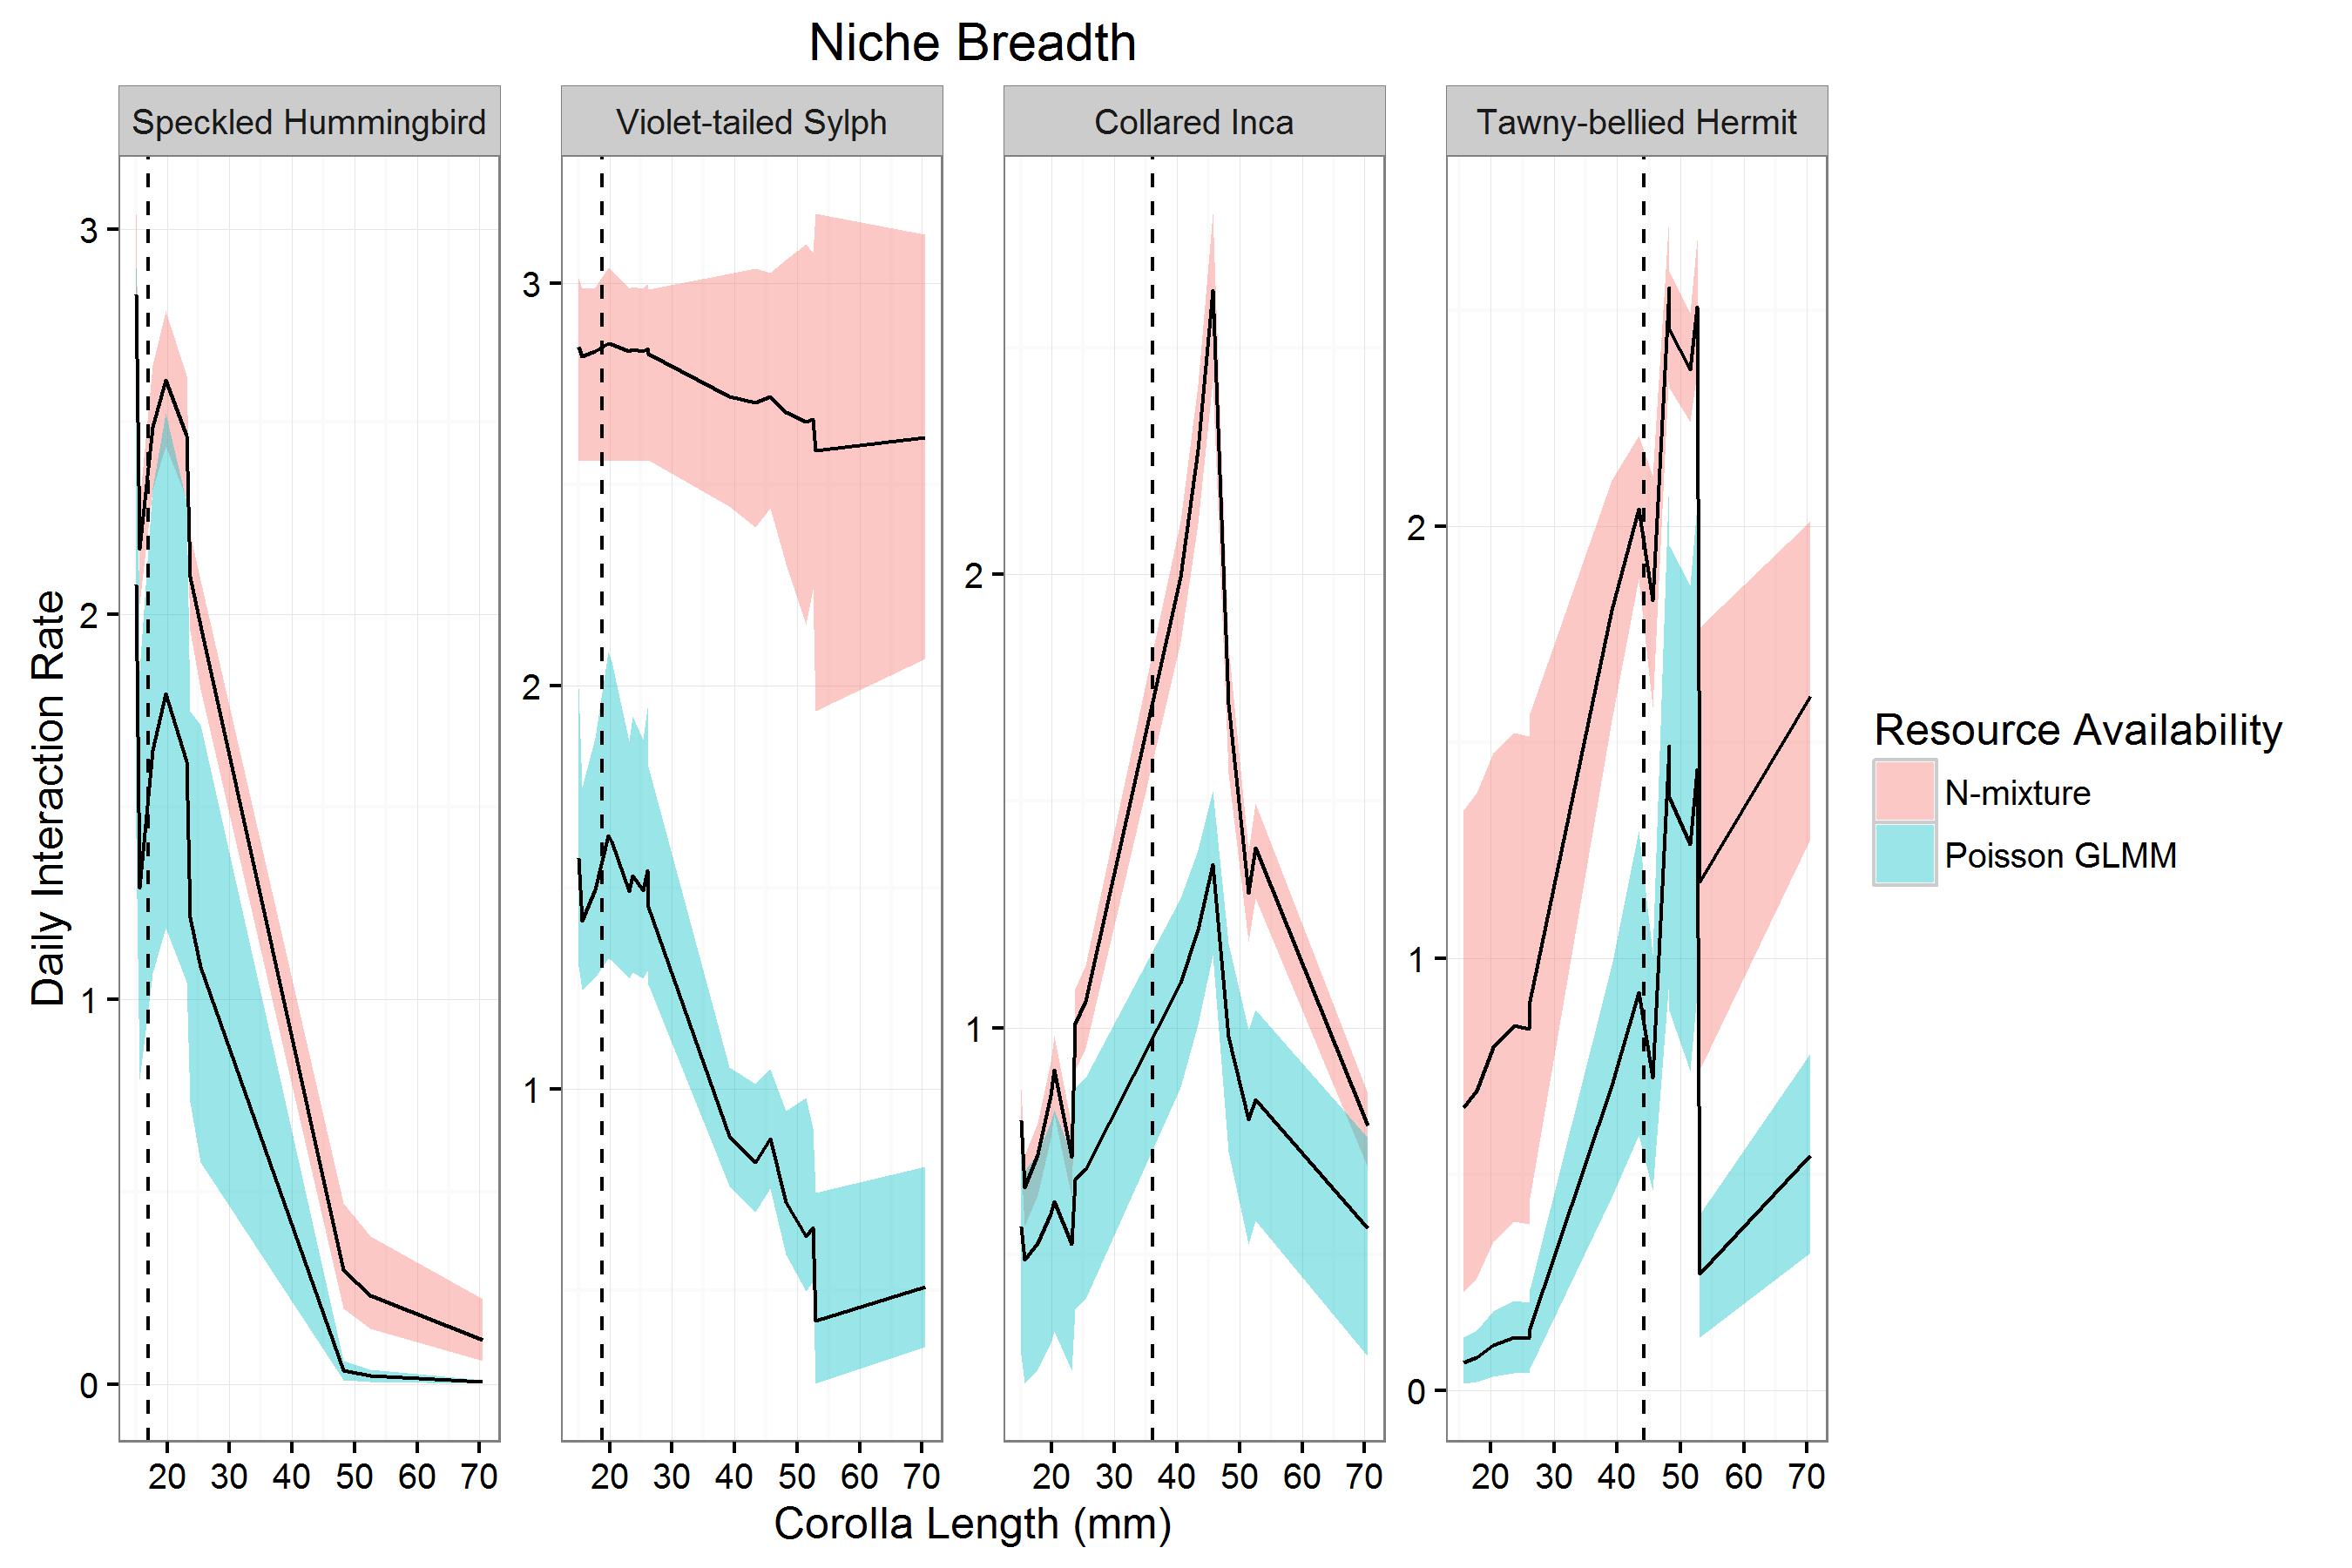 Niche Breadth
Speckled Hummingbird
Violet-tailed Sylph
Collared Inca
Tawny-bellied Hermit
Daily Interaction Rate
3
2
1
0
3
2
1
2
1
2
1
0
20 30 40 50 60 70
20 30 40 50 60 70
20 30 40 50 60 70
20 30 40 50 60 70
Corolla Length (mm)
Resource Availability
N-mixture
Poisson GLMM